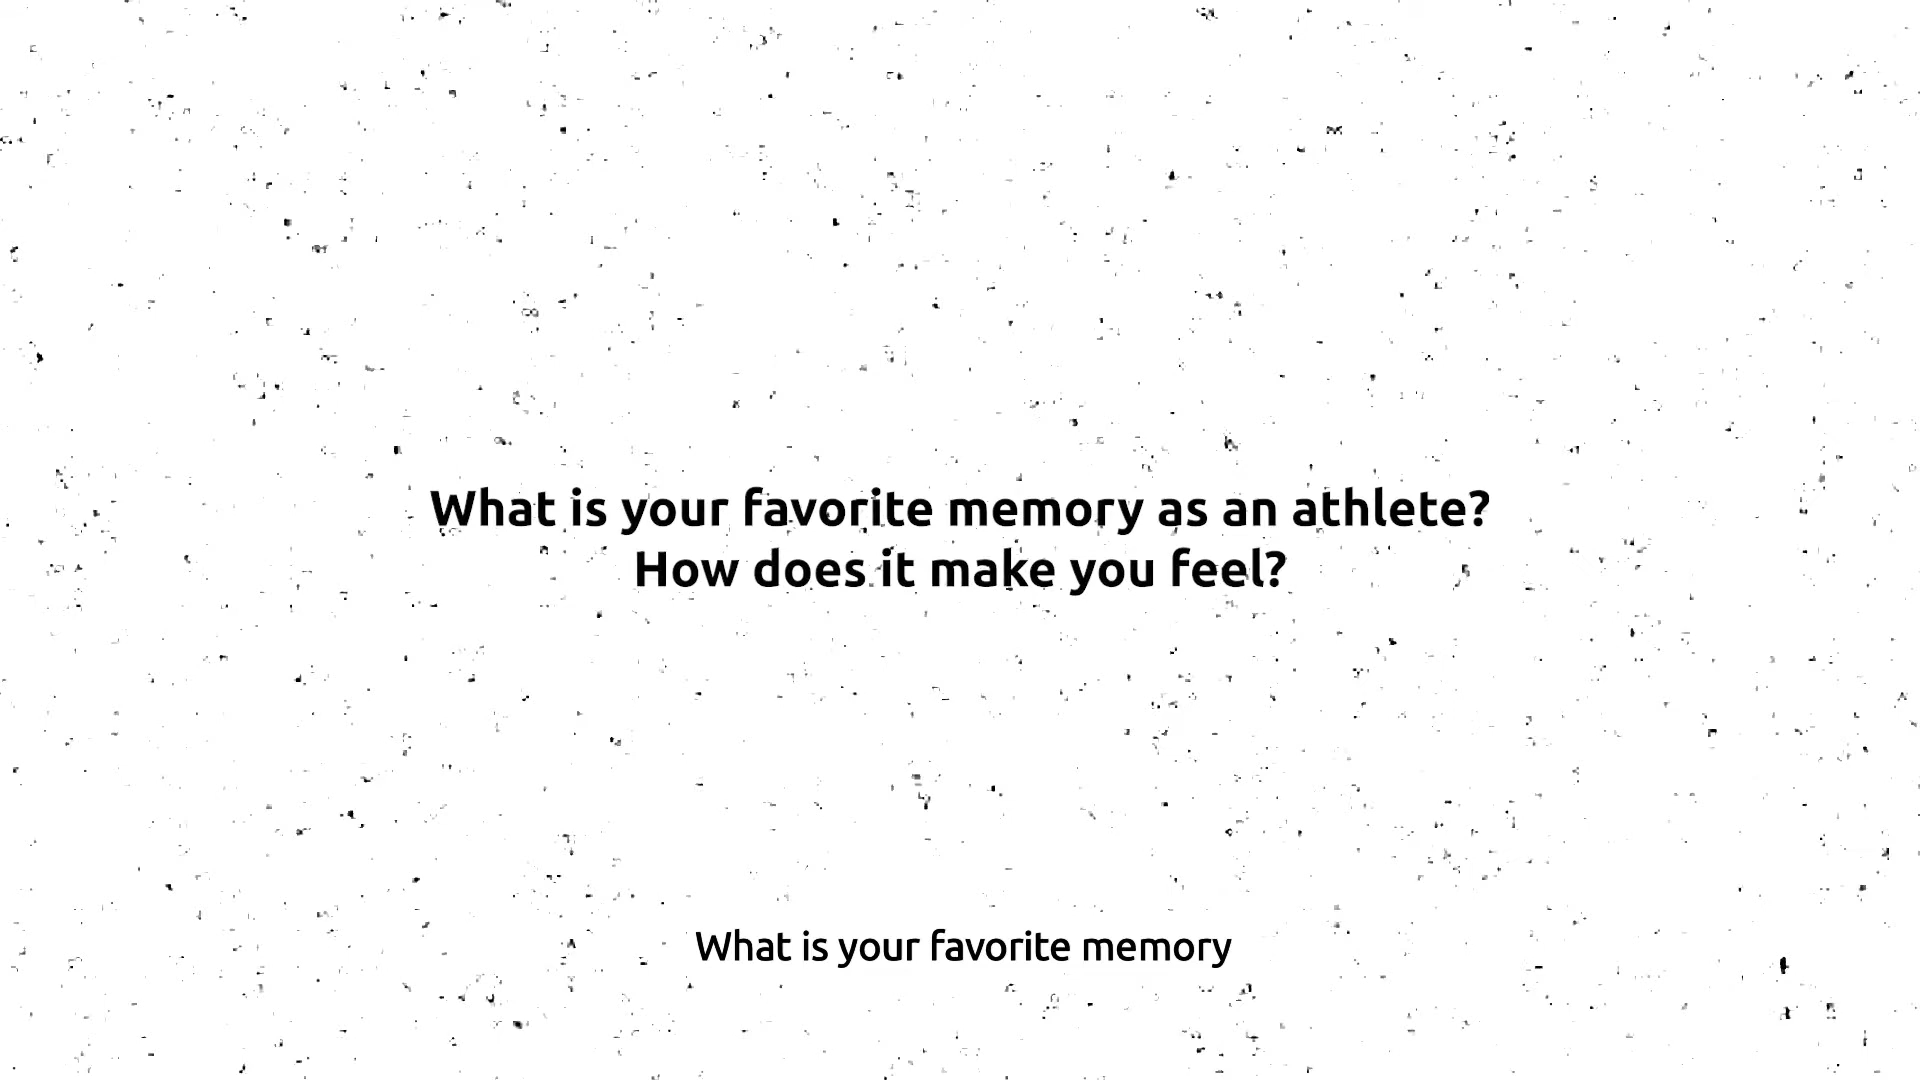 What is your favorite memory as an athlete?
How does it make you feel?
What is your favorite memory